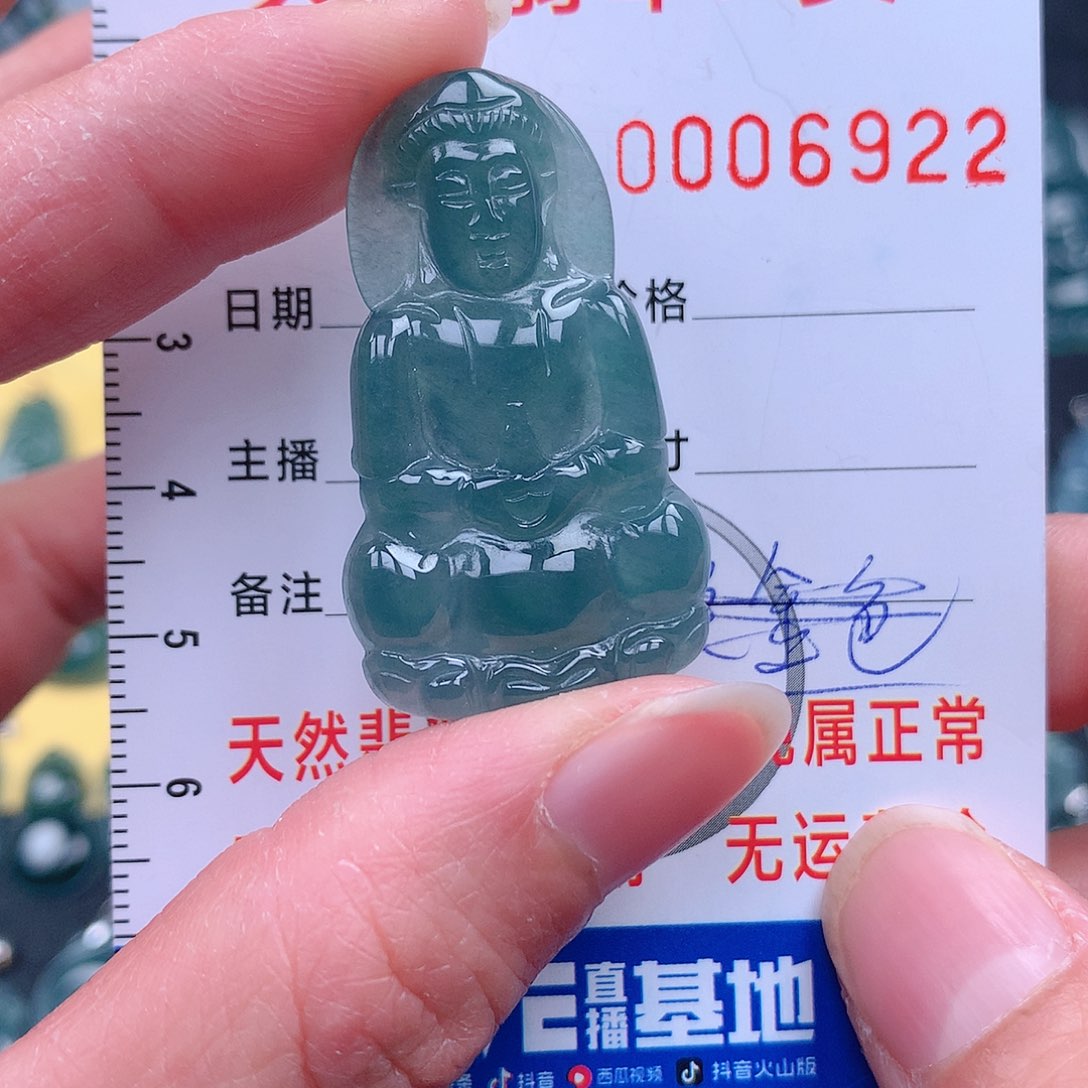 0006922
日期
格
主播
寸
备注
天然翡
属正常
无运
直播基地
抖音 西瓜视频 抖音火山版
3
4
5
6